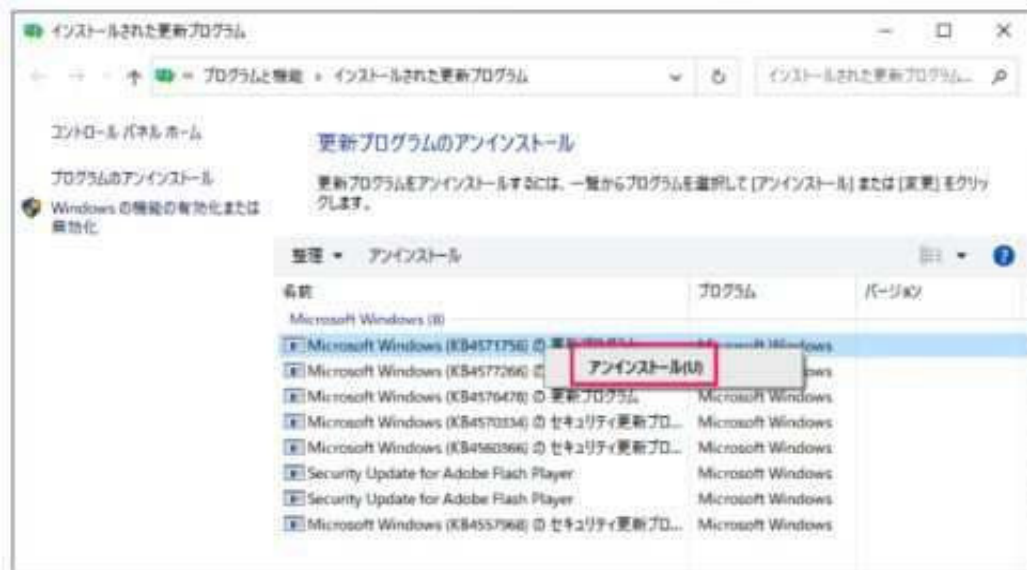 インストールされた更新プログラム
プログラムと機能 › インストールされた更新プログラム
インストールされた更新プログラム...
コントロール パネル ホーム
プログラムのアンインストール
Windows の機能の有効化または
無効化
更新プログラムのアンインストール
更新プログラムをアンインストールするには、一覧からプログラムを選択して [アンインストール] または [変更] をクリッ
クします。
整理 アンインストール
名前 プログラム バージョン
Microsoft Windows (8)
Microsoft Windows (KB4571756) の 更新プログラム Microsoft Windows
アンインストール(U)
Microsoft Windows (KB4577266)
Microsoft Windows (KB4576478) の 更新プログラム Microsoft Windows
Microsoft Windows (KB4570334) の セキュリティ更新プロ... Microsoft Windows
Microsoft Windows (KB4560366) の セキュリティ更新プロ... Microsoft Windows
Security Update for Adobe Flash Player Microsoft Windows
Security Update for Adobe Flash Player Microsoft Windows
Microsoft Windows (KB4557968) の セキュリティ更新プロ... Microsoft Windows